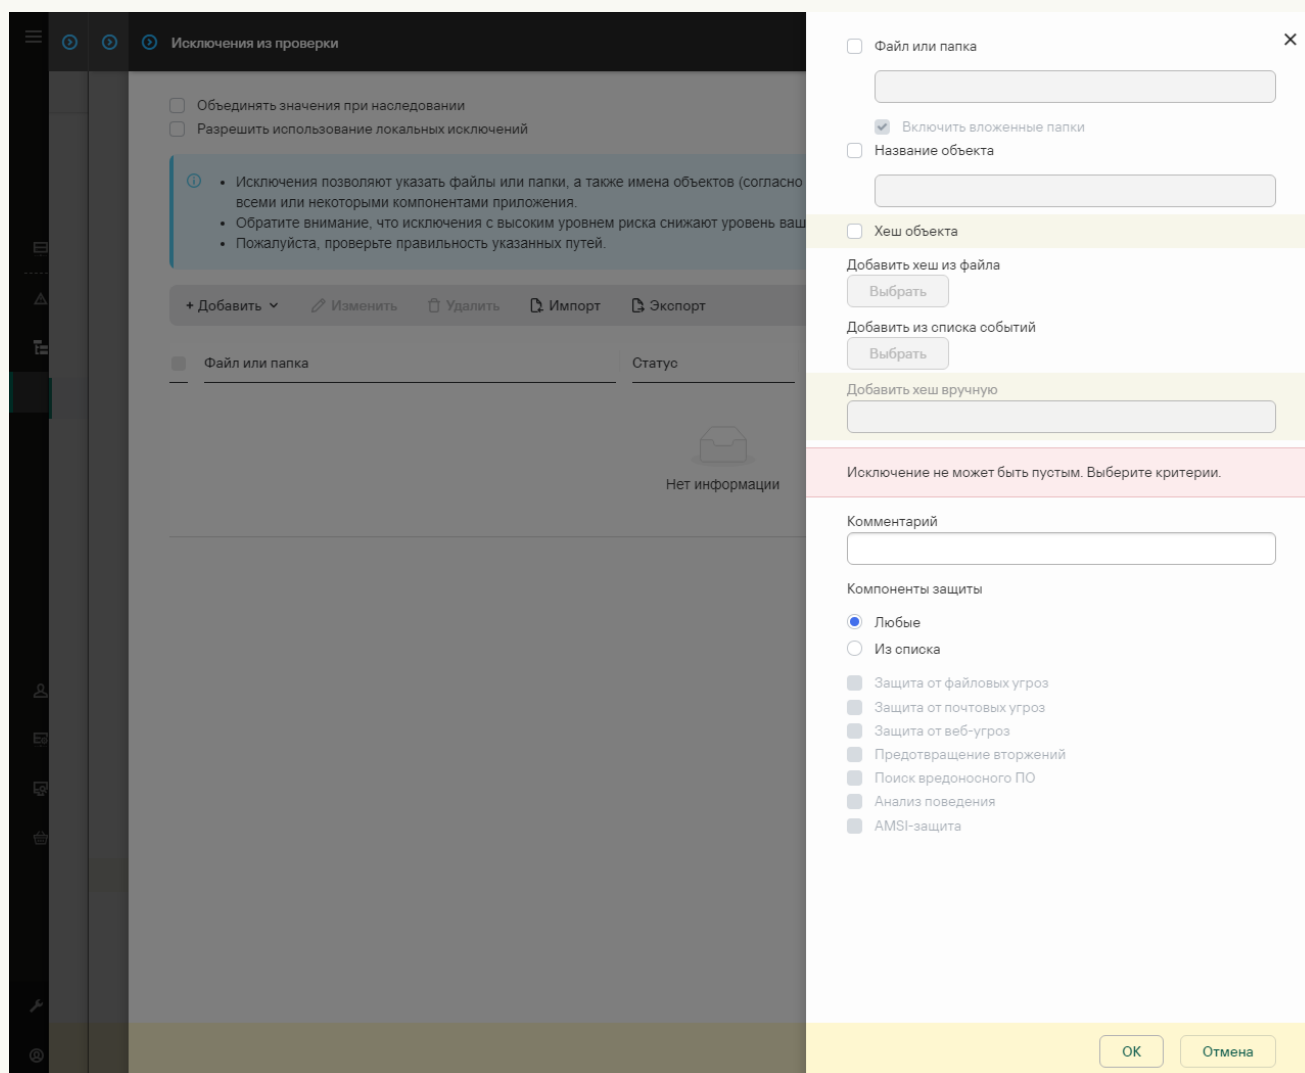 Исключения из проверки
Объединять значения при наследовании
Разрешить использование локальных исключений
• Исключения позволяют указать файлы или папки, а также имена объектов (согласно
всеми или некоторыми компонентами приложения.
• Обратите внимание, что исключения с высоким уровнем риска снижают уровень ваш
• Пожалуйста, проверьте правильность указанных путей.
+ Добавить Изменить Удалить Импорт Экспорт
Файл или папка Статус
Нет информации
Файл или папка
Включить вложенные папки
Название объекта
Хеш объекта
Добавить хеш из файла
Выбрать
Добавить из списка событий
Выбрать
Добавить хеш вручную
Исключение не может быть пустым. Выберите критерии.
Комментарий
Компоненты защиты
Любые
Из списка
Защита от файловых угроз
Защита от почтовых угроз
Защита от веб-угроз
Предотвращение вторжений
Поиск вредоносного ПО
Анализ поведения
AMSI-защита
ОК Отмена